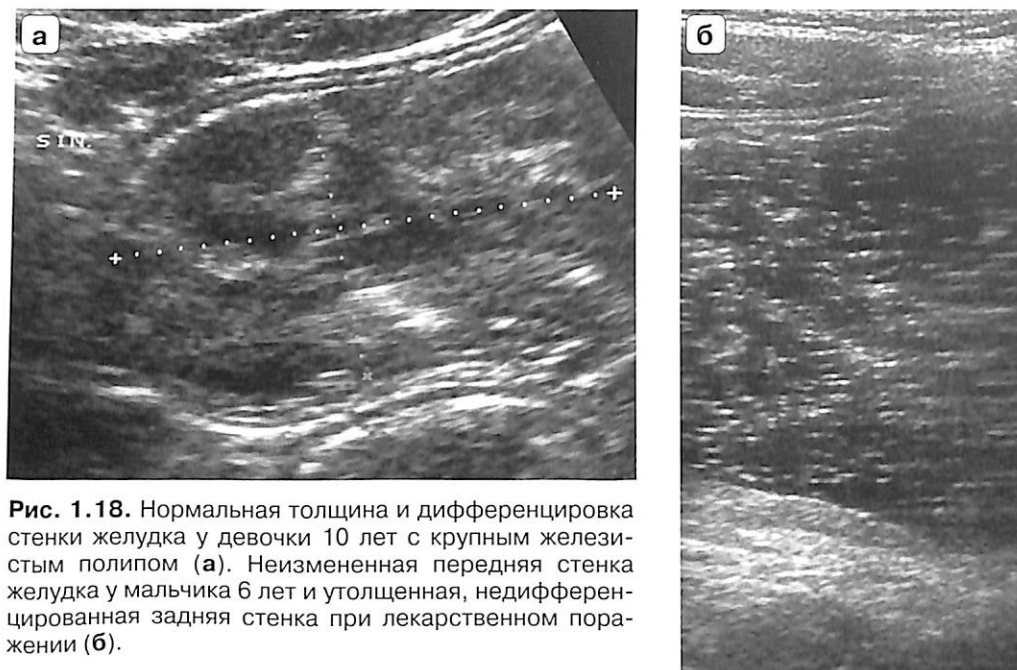 а
б
SIN.
Рис. 1.18. Нормальная толщина и дифференцировка
стенки желудка у девочки 10 лет с крупным желези-
стым полипом (а). Неизмененная передняя стенка
желудка у мальчика 6 лет и утолщенная, недифферен-
цированная задняя стенка при лекарственном пора-
жении (б).